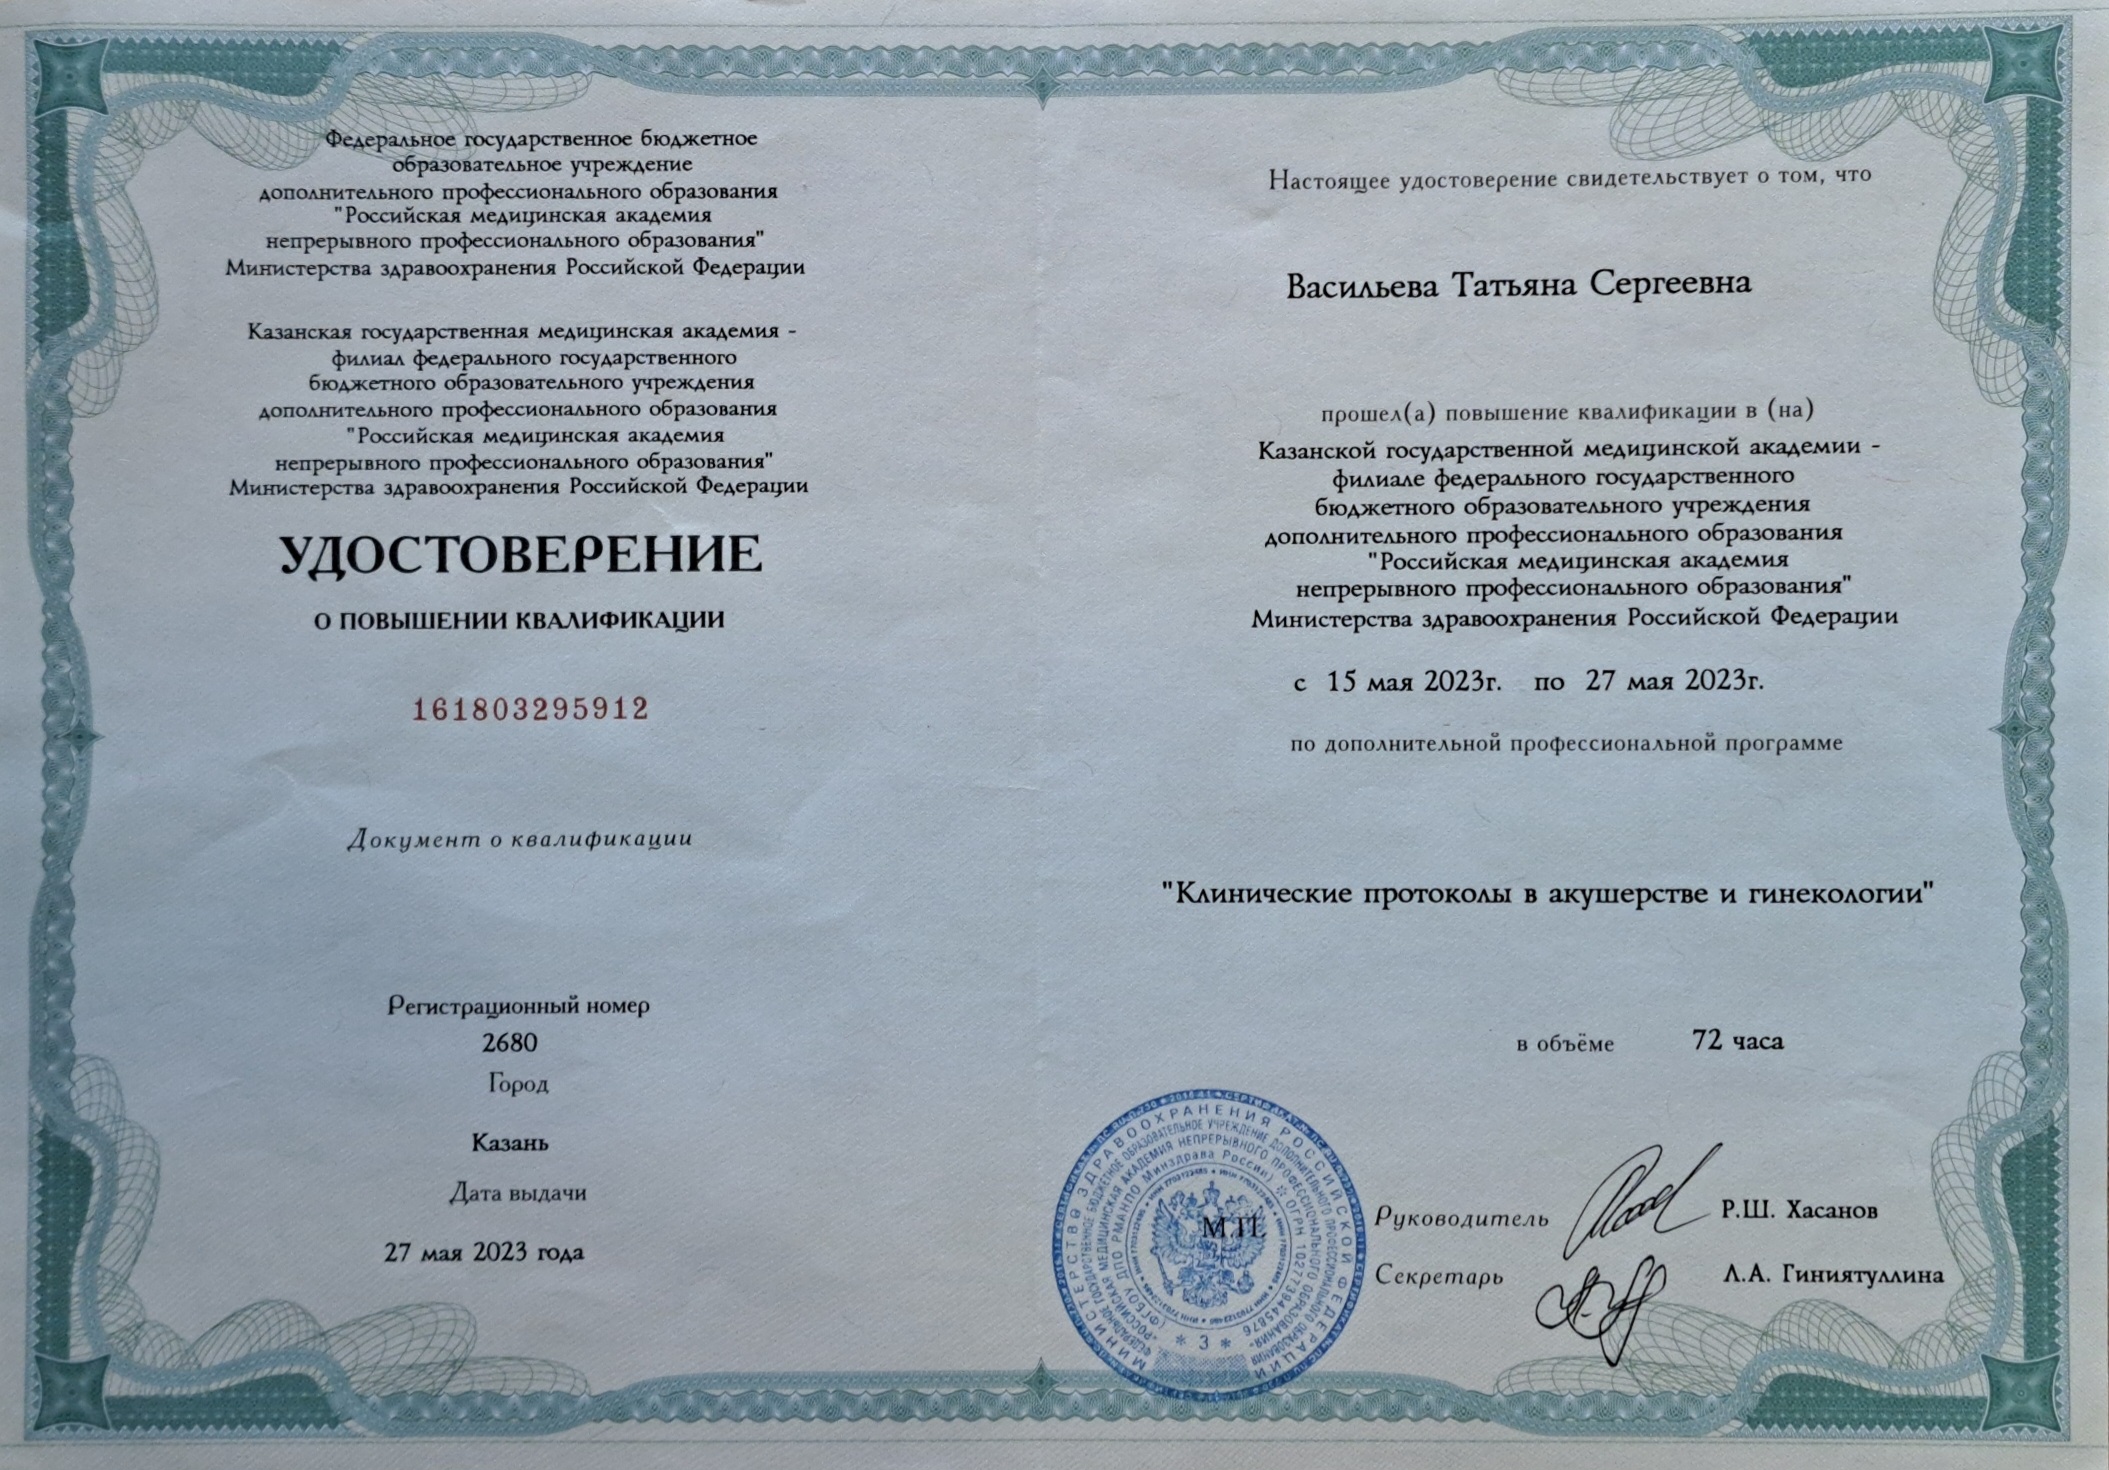 Федеральное государственное бюджетное
образовательное учреждение
дополнительного профессионального образования
"Российская медицинская академия
непрерывного профессионального образования"
Министерства здравоохранения Российской Федерации
Казанская государственная медицинская академия -
филиал федерального государственного
бюджетного образовательного учреждения
дополнительного профессионального образования
"Российская медицинская академия
непрерывного профессионального образования"
Министерства здравоохранения Российской Федерации
УДОСТОВЕРЕНИЕ
О ПОВЫШЕНИИ КВАЛИФИКАЦИИ
161803295912
Документ о квалификации
Регистрационный номер
2680
Город
Казань
Дата выдачи
27 мая 2023 года
Настоящее удостоверение свидетельствует о том, что
Васильева Татьяна Сергеевна
прошел(а) повышение квалификации в (на)
Казанской государственной медицинской академии -
филиале федерального государственного
бюджетного образовательного учреждения
дополнительного профессионального образования
"Российская медицинская академия
непрерывного профессионального образования"
Министерства здравоохранения Российской Федерации
с 15 мая 2023г. по 27 мая 2023г.
по дополнительной профессиональной программе
"Клинические протоколы в акушерстве и гинекологии"
в объёме 72 часа
М.П.
Руководитель Р.Ш. Хасанов
Секретарь Л.А. Гиниятуллина
МИНИСТЕРСТВО ЗДРАВООХРАНЕНИЯ РОССИЙСКОЙ ФЕДЕРАЦИИ
* 3 *